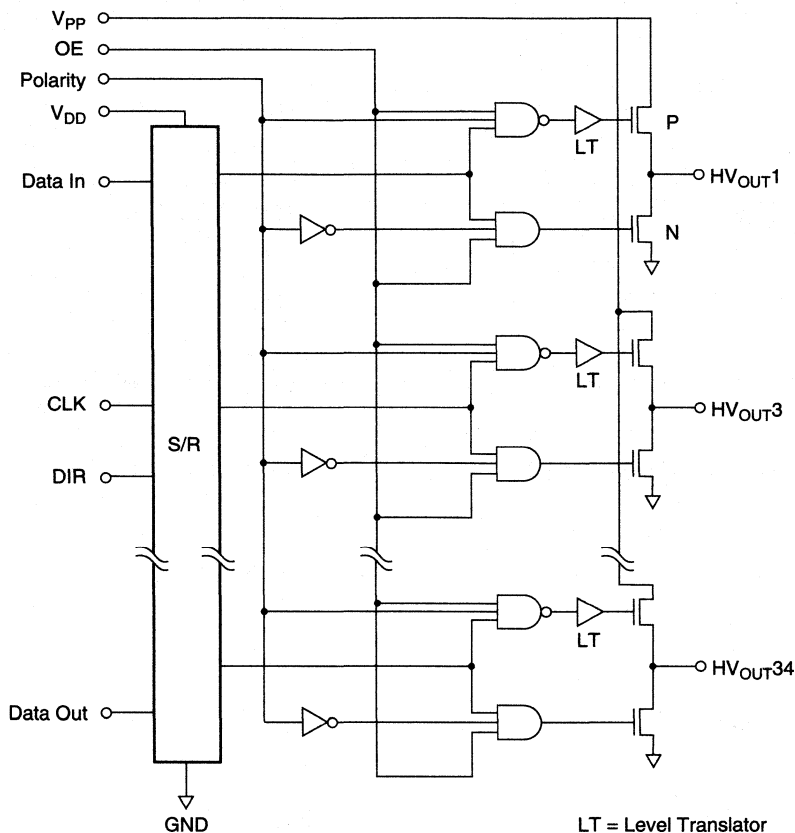 VPP
OE
Polarity
VDD
Data In
CLK
DIR
S/R
Data Out
GND
LT
P
HVOUT1
N
LT
HVOUT3
LT
HVOUT34
LT = Level Translator